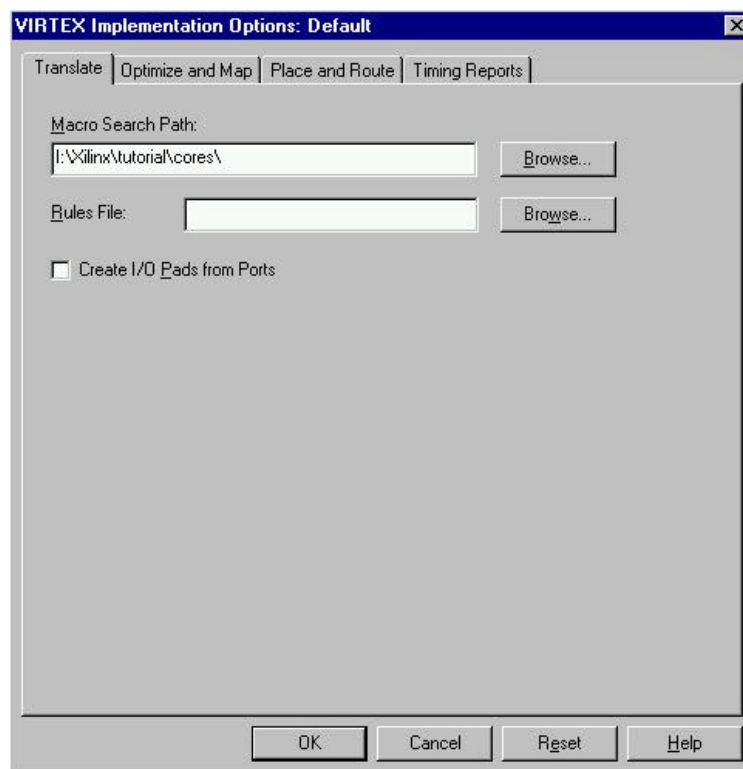 VIRTEX Implementation Options: Default
Translate Optimize and Map Place and Route Timing Reports
Macro Search Path:
I:\Xilinx\tutorial\cores\ Browse...
Rules File: Browse...
Create I/O Pads from Ports
OK Cancel Reset Help